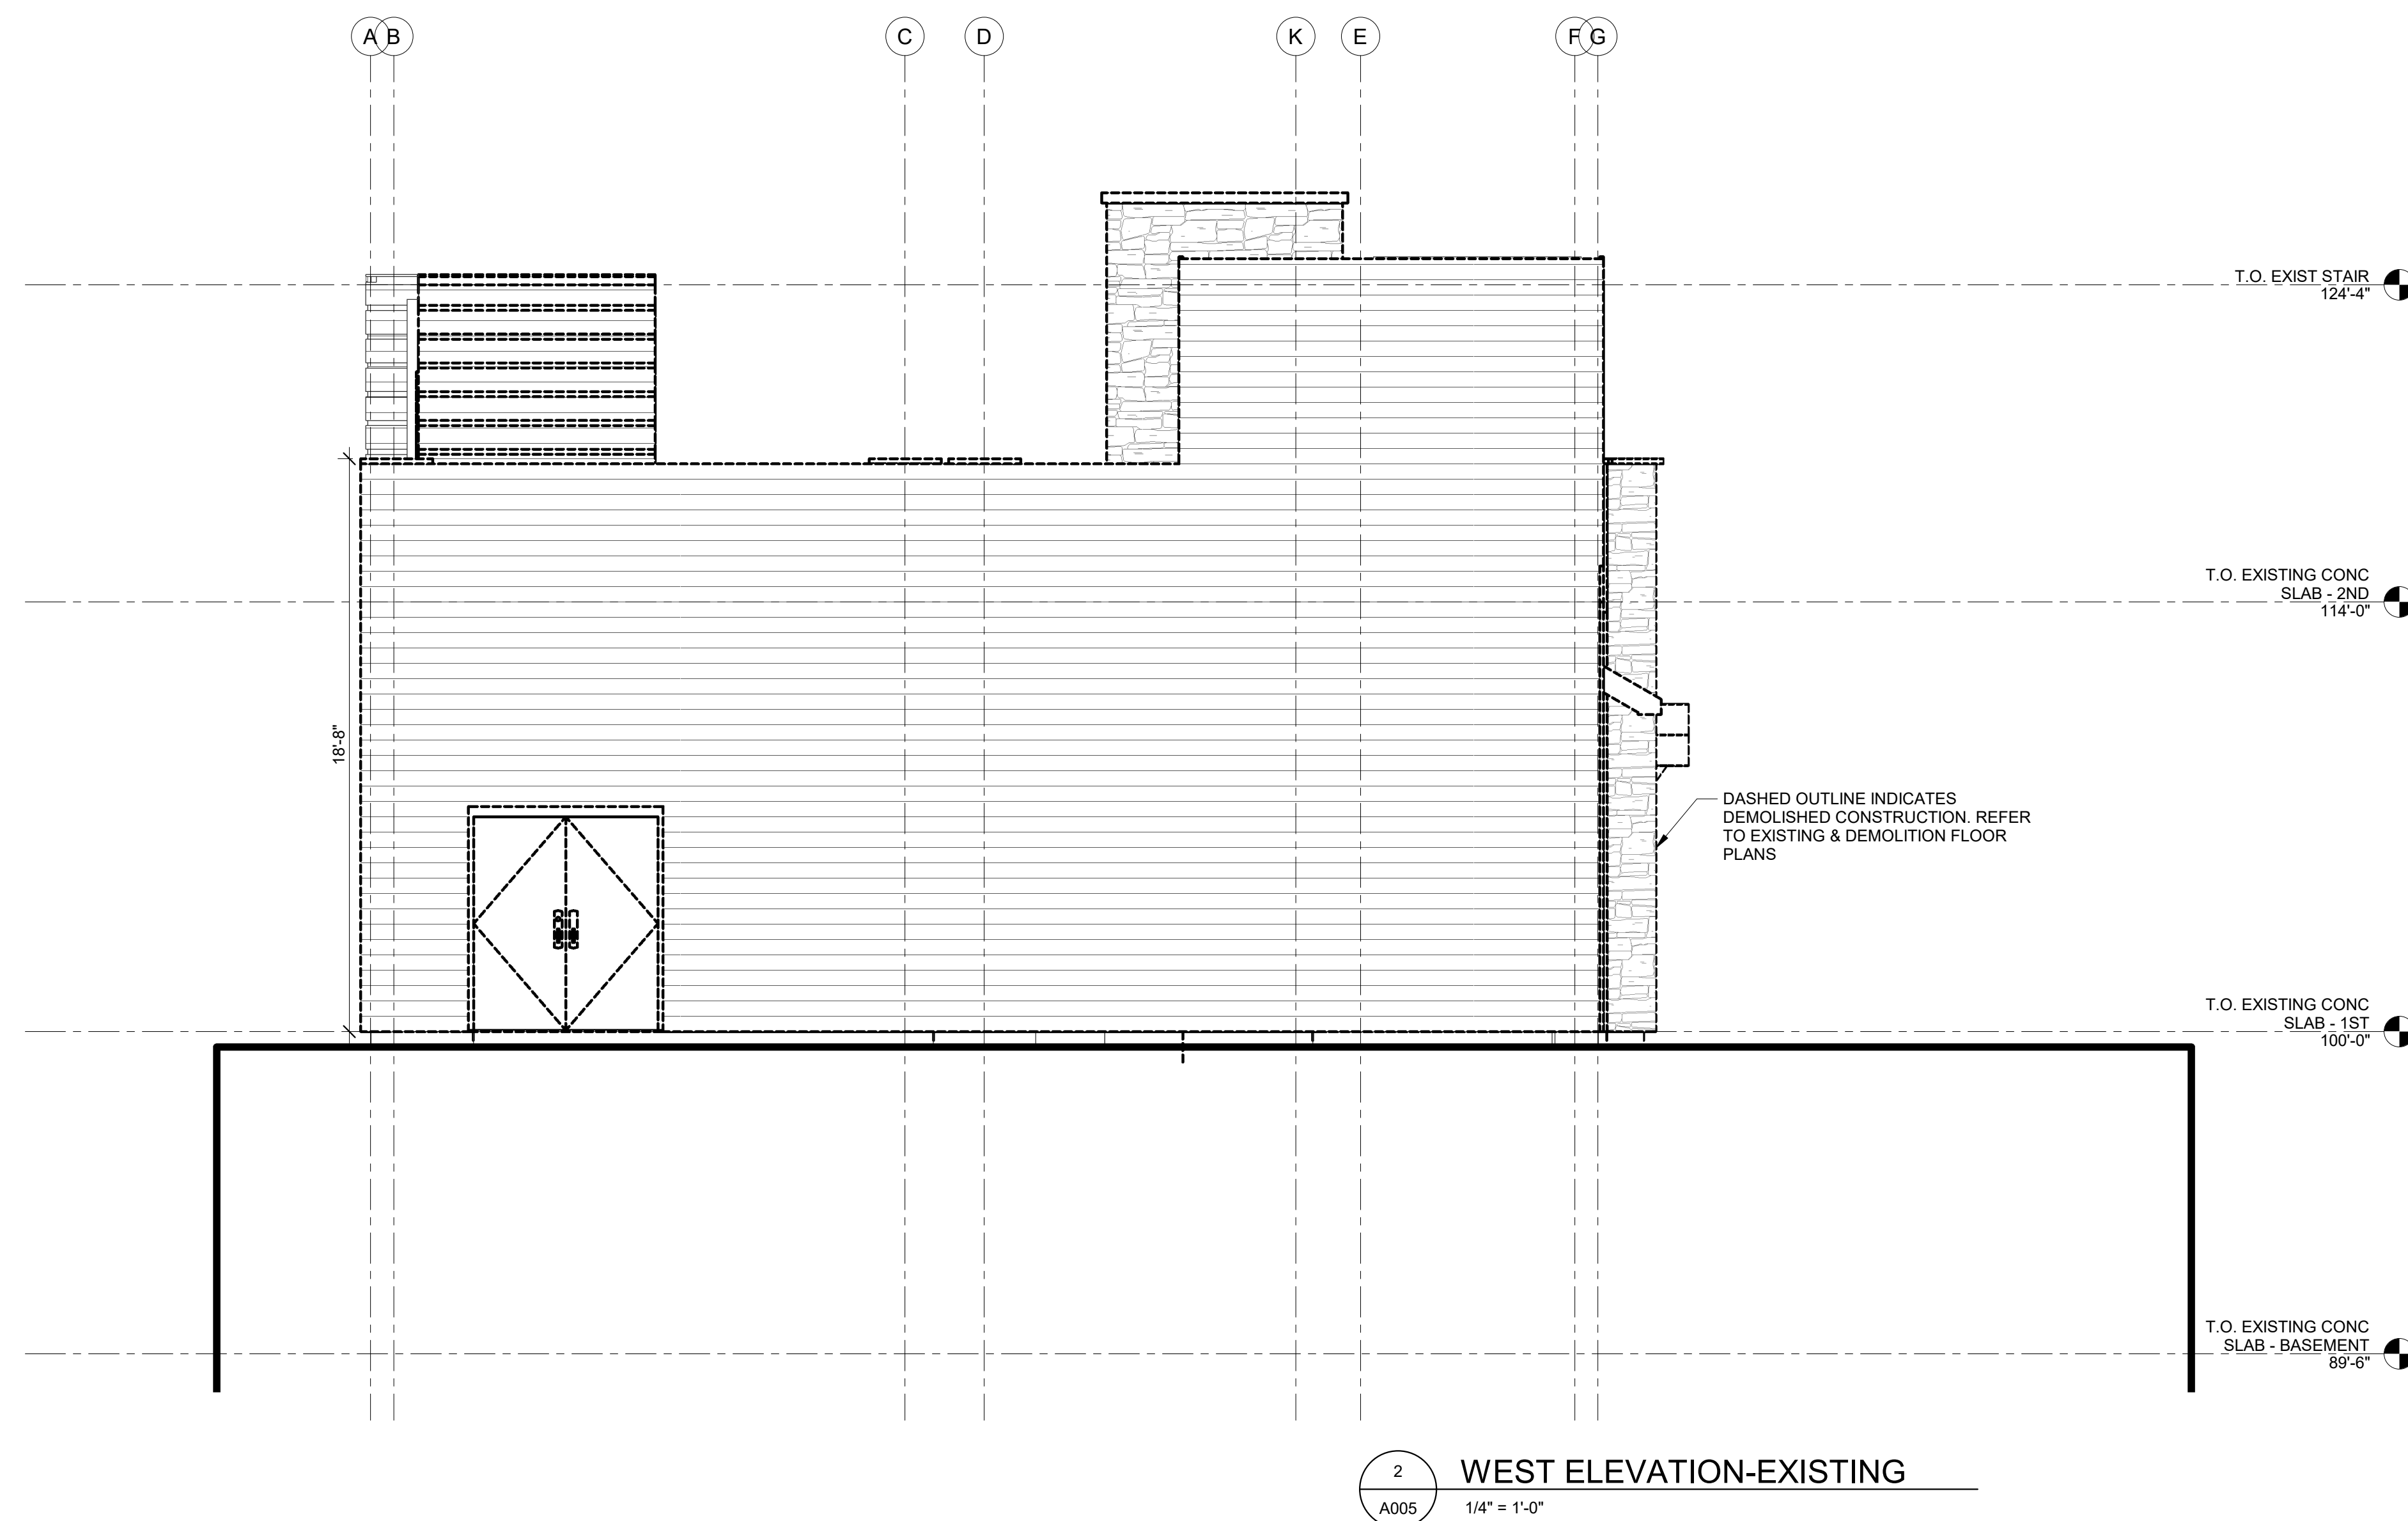 A B C D K E F G
T.O. EXIST STAIR
124'-4"
T.O. EXISTING CONC
SLAB - 2ND
114'-0"
18'-8"
DASHED OUTLINE INDICATES
DEMOLISHED CONSTRUCTION. REFER
TO EXISTING & DEMOLITION FLOOR
PLANS
T.O. EXISTING CONC
SLAB - 1ST
100'-0"
T.O. EXISTING CONC
SLAB - BASEMENT
89'-6"
2
WEST ELEVATION-EXISTING
A005
1/4" = 1'-0"